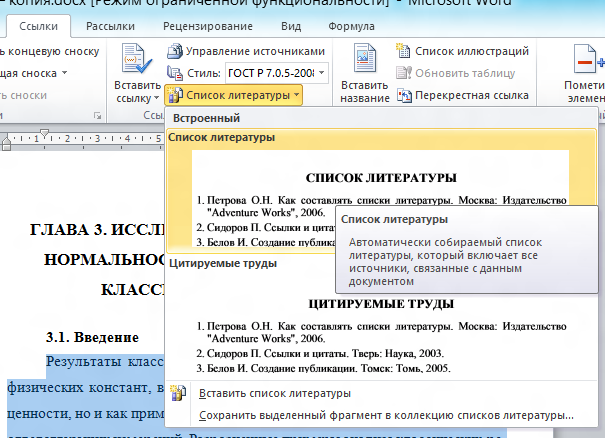 – копия.docx [Режим ограниченной функциональности] - Microsoft Word
Ссылки Рассылки Рецензирование Вид Формула
ь концевую сноску
щая сноска
ь сноски
Вставить ссылку
Управление источниками
Стиль: ГОСТ Р 7.0.5-2008
Список литературы
Вставить название
Список иллюстраций
Обновить таблицу
Перекрестная ссылка
Помети
элемен
Ссы
Встроенный
Список литературы
СПИСОК ЛИТЕРАТУРЫ
1. Петрова О.Н. Как составлять списки литературы. Москва: Издательство
"Adventure Works", 2006.
2. Сидоров П. Ссылки и цитат
3. Белов И. Создание публика
Список литературы
Автоматически собираемый список
литературы, который включает все
источники, связанные с данным
документом
Цитируемые труды
ЦИТИРУЕМЫЕ ТРУДЫ
1. Петрова О.Н. Как составлять списки литературы. Москва: Издательство
"Adventure Works", 2006.
2. Сидоров П. Ссылки и цитаты. Тверь: Наука, 2003.
3. Белов И. Создание публикации. Томск: Томь, 2005.
Вставить список литературы
Сохранить выделенный фрагмент в коллекцию списков литературы...
1 2 3 4 5
ГЛАВА 3. ИССЛ
НОРМАЛЬНОС
КЛАСС
3.1. Введение
Результаты класс
физических констант, в
ценности, но и как прим